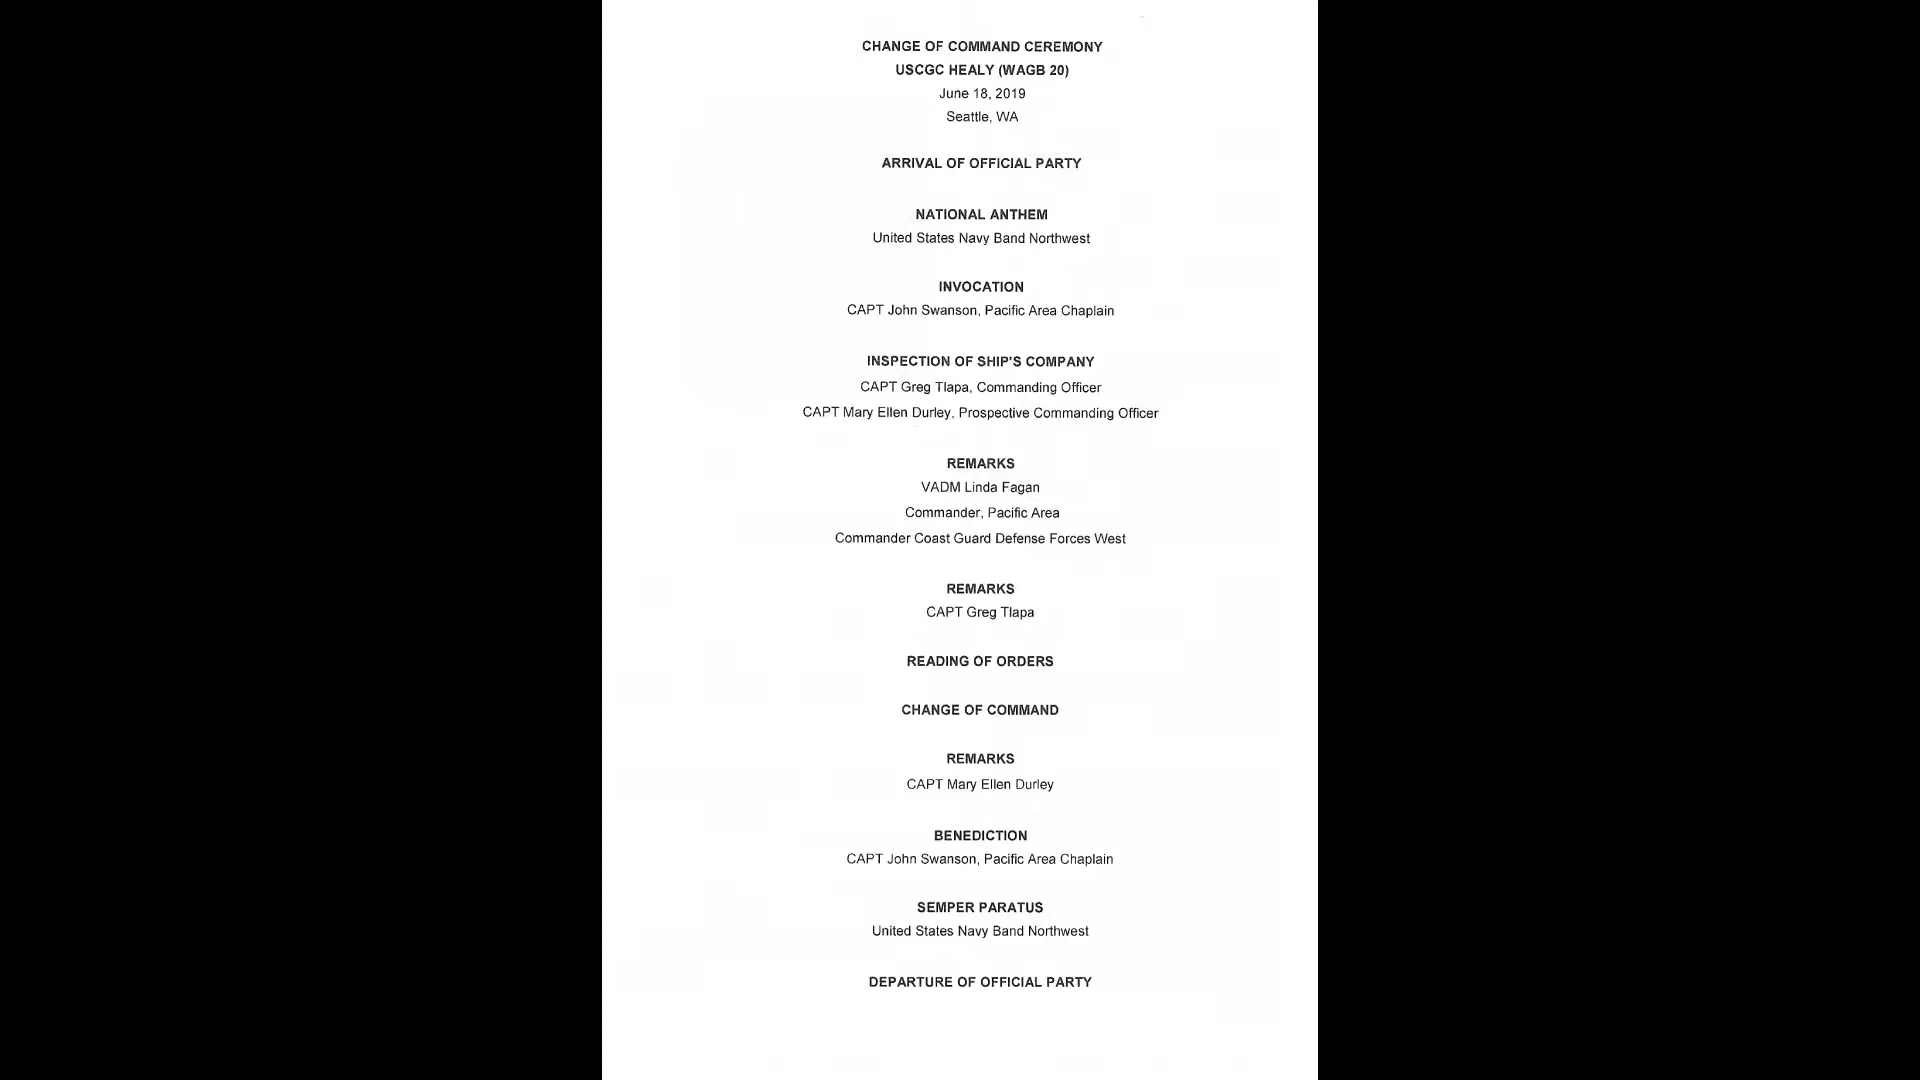 CHANGE OF COMMAND CEREMONY
USCGC HEALY (WAGB 20)
June 18, 2019
Seattle, WA
ARRIVAL OF OFFICIAL PARTY
NATIONAL ANTHEM
United States Navy Band Northwest
INVOCATION
CAPT John Swanson, Pacific Area Chaplain
INSPECTION OF SHIP'S COMPANY
CAPT Greg Tlapa, Commanding Officer
CAPT Mary Ellen Durley, Prospective Commanding Officer
REMARKS
VADM Linda Fagan
Commander, Pacific Area
Commander Coast Guard Defense Forces West
REMARKS
CAPT Greg Tlapa
READING OF ORDERS
CHANGE OF COMMAND
REMARKS
CAPT Mary Ellen Durley
BENEDICTION
CAPT John Swanson, Pacific Area Chaplain
SEMPER PARATUS
United States Navy Band Northwest
DEPARTURE OF OFFICIAL PARTY